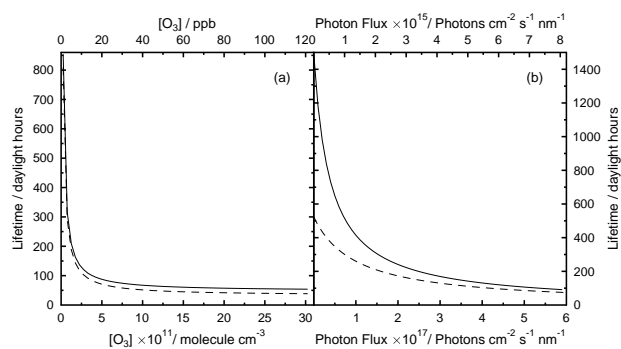 [O3] / ppb
Photon Flux ×10^15/ Photons cm^-2 s^-1 nm^-1
0 20 40 60 80 100 120
1 2 3 4 5 6 7 8
(a)
(b)
Lifetime / daylight hours
800
700
600
500
400
300
200
100
0
1400
1200
1000
800
600
400
200
0
Lifetime / daylight hours
0 5 10 15 20 25 30
1 2 3 4 5 6
[O3] ×10^11/ molecule cm^-3
Photon Flux ×10^17/ Photons cm^-2 s^-1 nm^-1